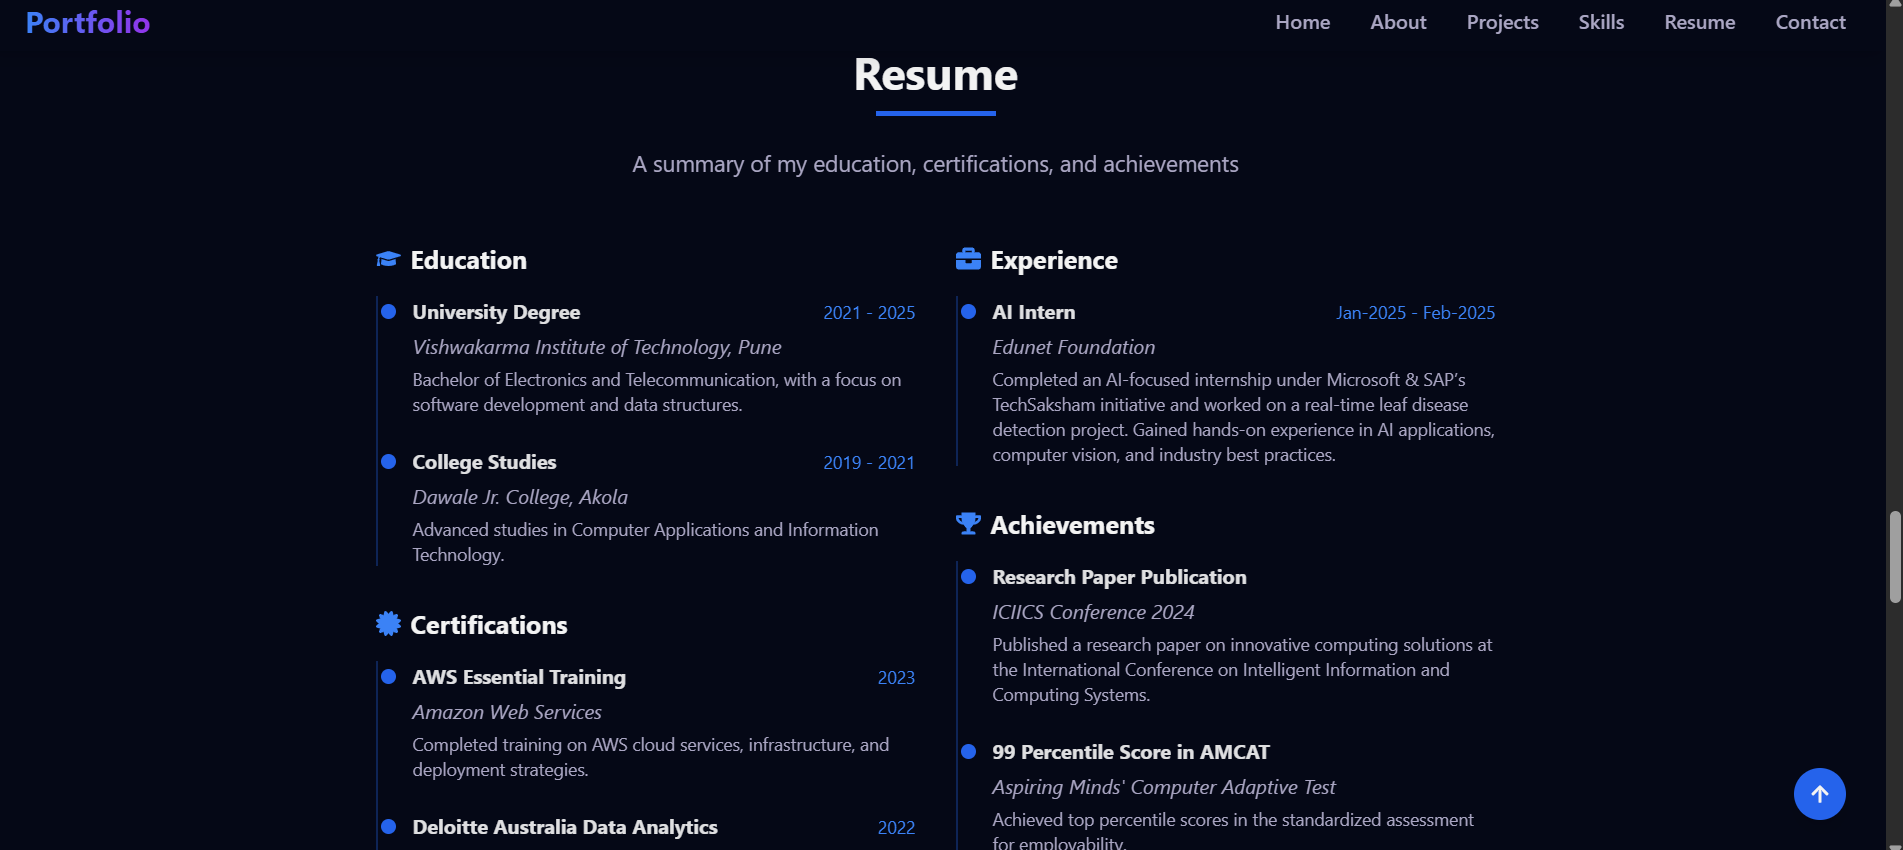 Portfolio
Home About Projects Skills Resume Contact
Resume
A summary of my education, certifications, and achievements
Education
University Degree 2021 - 2025
Vishwakarma Institute of Technology, Pune
Bachelor of Electronics and Telecommunication, with a focus on
software development and data structures.
College Studies 2019 - 2021
Dawale Jr. College, Akola
Advanced studies in Computer Applications and Information
Technology.
Certifications
AWS Essential Training 2023
Amazon Web Services
Completed training on AWS cloud services, infrastructure, and
deployment strategies.
Deloitte Australia Data Analytics 2022
Experience
AI Intern Jan-2025 - Feb-2025
Edunet Foundation
Completed an AI-focused internship under Microsoft & SAP’s
TechSaksham initiative and worked on a real-time leaf disease
detection project. Gained hands-on experience in AI applications,
computer vision, and industry best practices.
Achievements
Research Paper Publication
ICIICS Conference 2024
Published a research paper on innovative computing solutions at
the International Conference on Intelligent Information and
Computing Systems.
99 Percentile Score in AMCAT
Aspiring Minds' Computer Adaptive Test
Achieved top percentile scores in the standardized assessment
for employability.